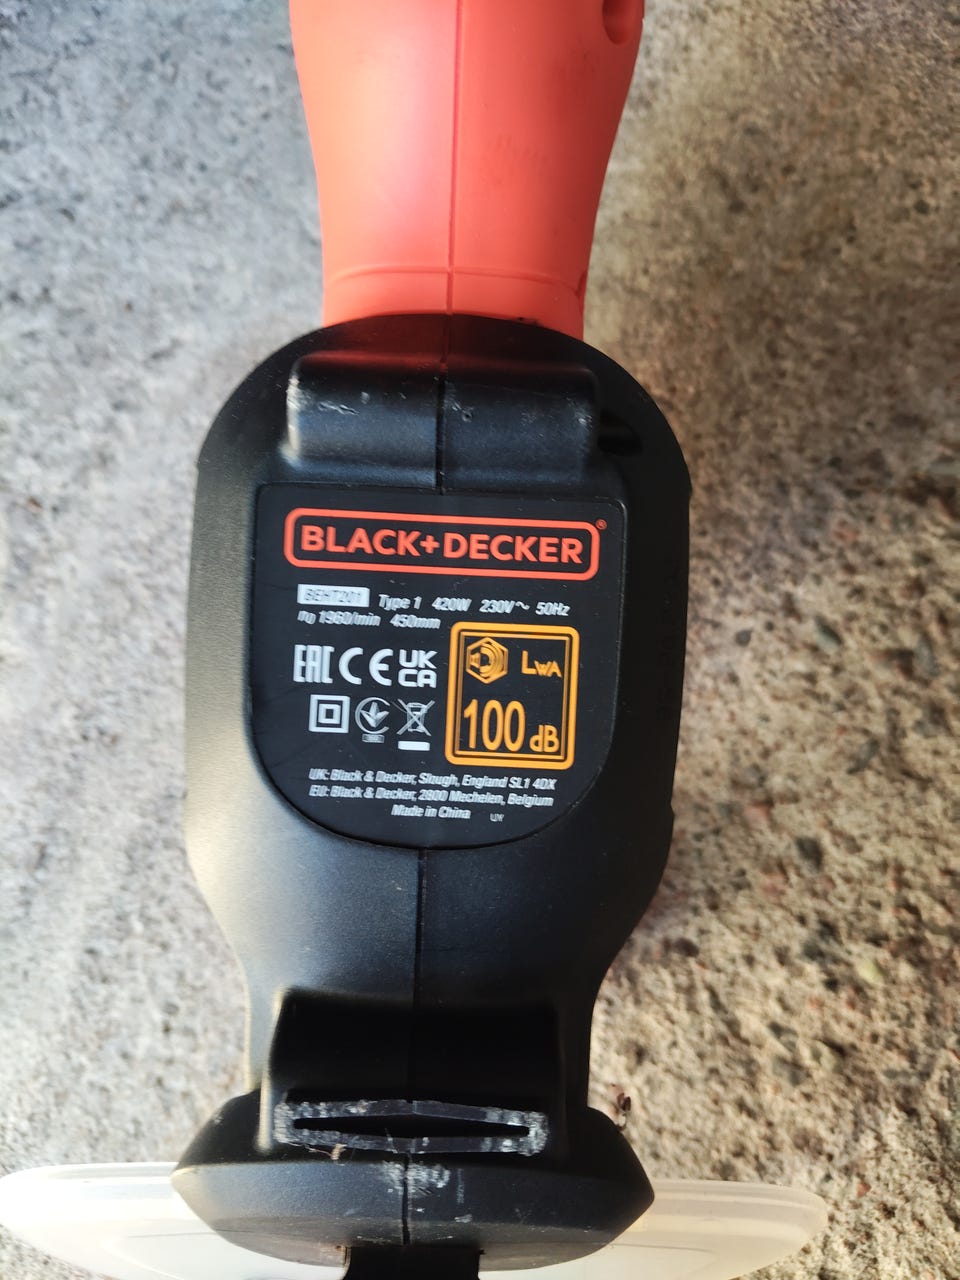 BLACK+DECKER®
BEHT201 Type 1 420W 230V~ 50Hz
n₀ 1960/min 450mm
EAC CE UK CA
LWA
100 dB
UK: Black & Decker, Slough, England SL1 4DX
EU: Black & Decker, 2800 Mechelen, Belgium
Made in China